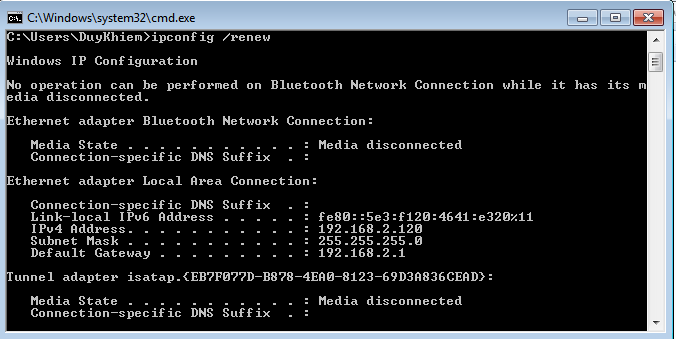 C:\Windows\system32\cmd.exe
C:\Users\DuyKhiem>ipconfig /renew
Windows IP Configuration
No operation can be performed on Bluetooth Network Connection while it has its m
edia disconnected.
Ethernet adapter Bluetooth Network Connection:
   Media State . . . . . . . . . . . : Media disconnected
   Connection-specific DNS Suffix  . :
Ethernet adapter Local Area Connection:
   Connection-specific DNS Suffix  . :
   Link-local IPv6 Address . . . . . : fe80::5e3:f120:4641:e320%11
   IPv4 Address. . . . . . . . . . . : 192.168.2.120
   Subnet Mask . . . . . . . . . . . : 255.255.255.0
   Default Gateway . . . . . . . . . : 192.168.2.1
Tunnel adapter isatap.{EB7F077D-B878-4EA0-8123-69D3A836CEAD}:
   Media State . . . . . . . . . . . : Media disconnected
   Connection-specific DNS Suffix  . :